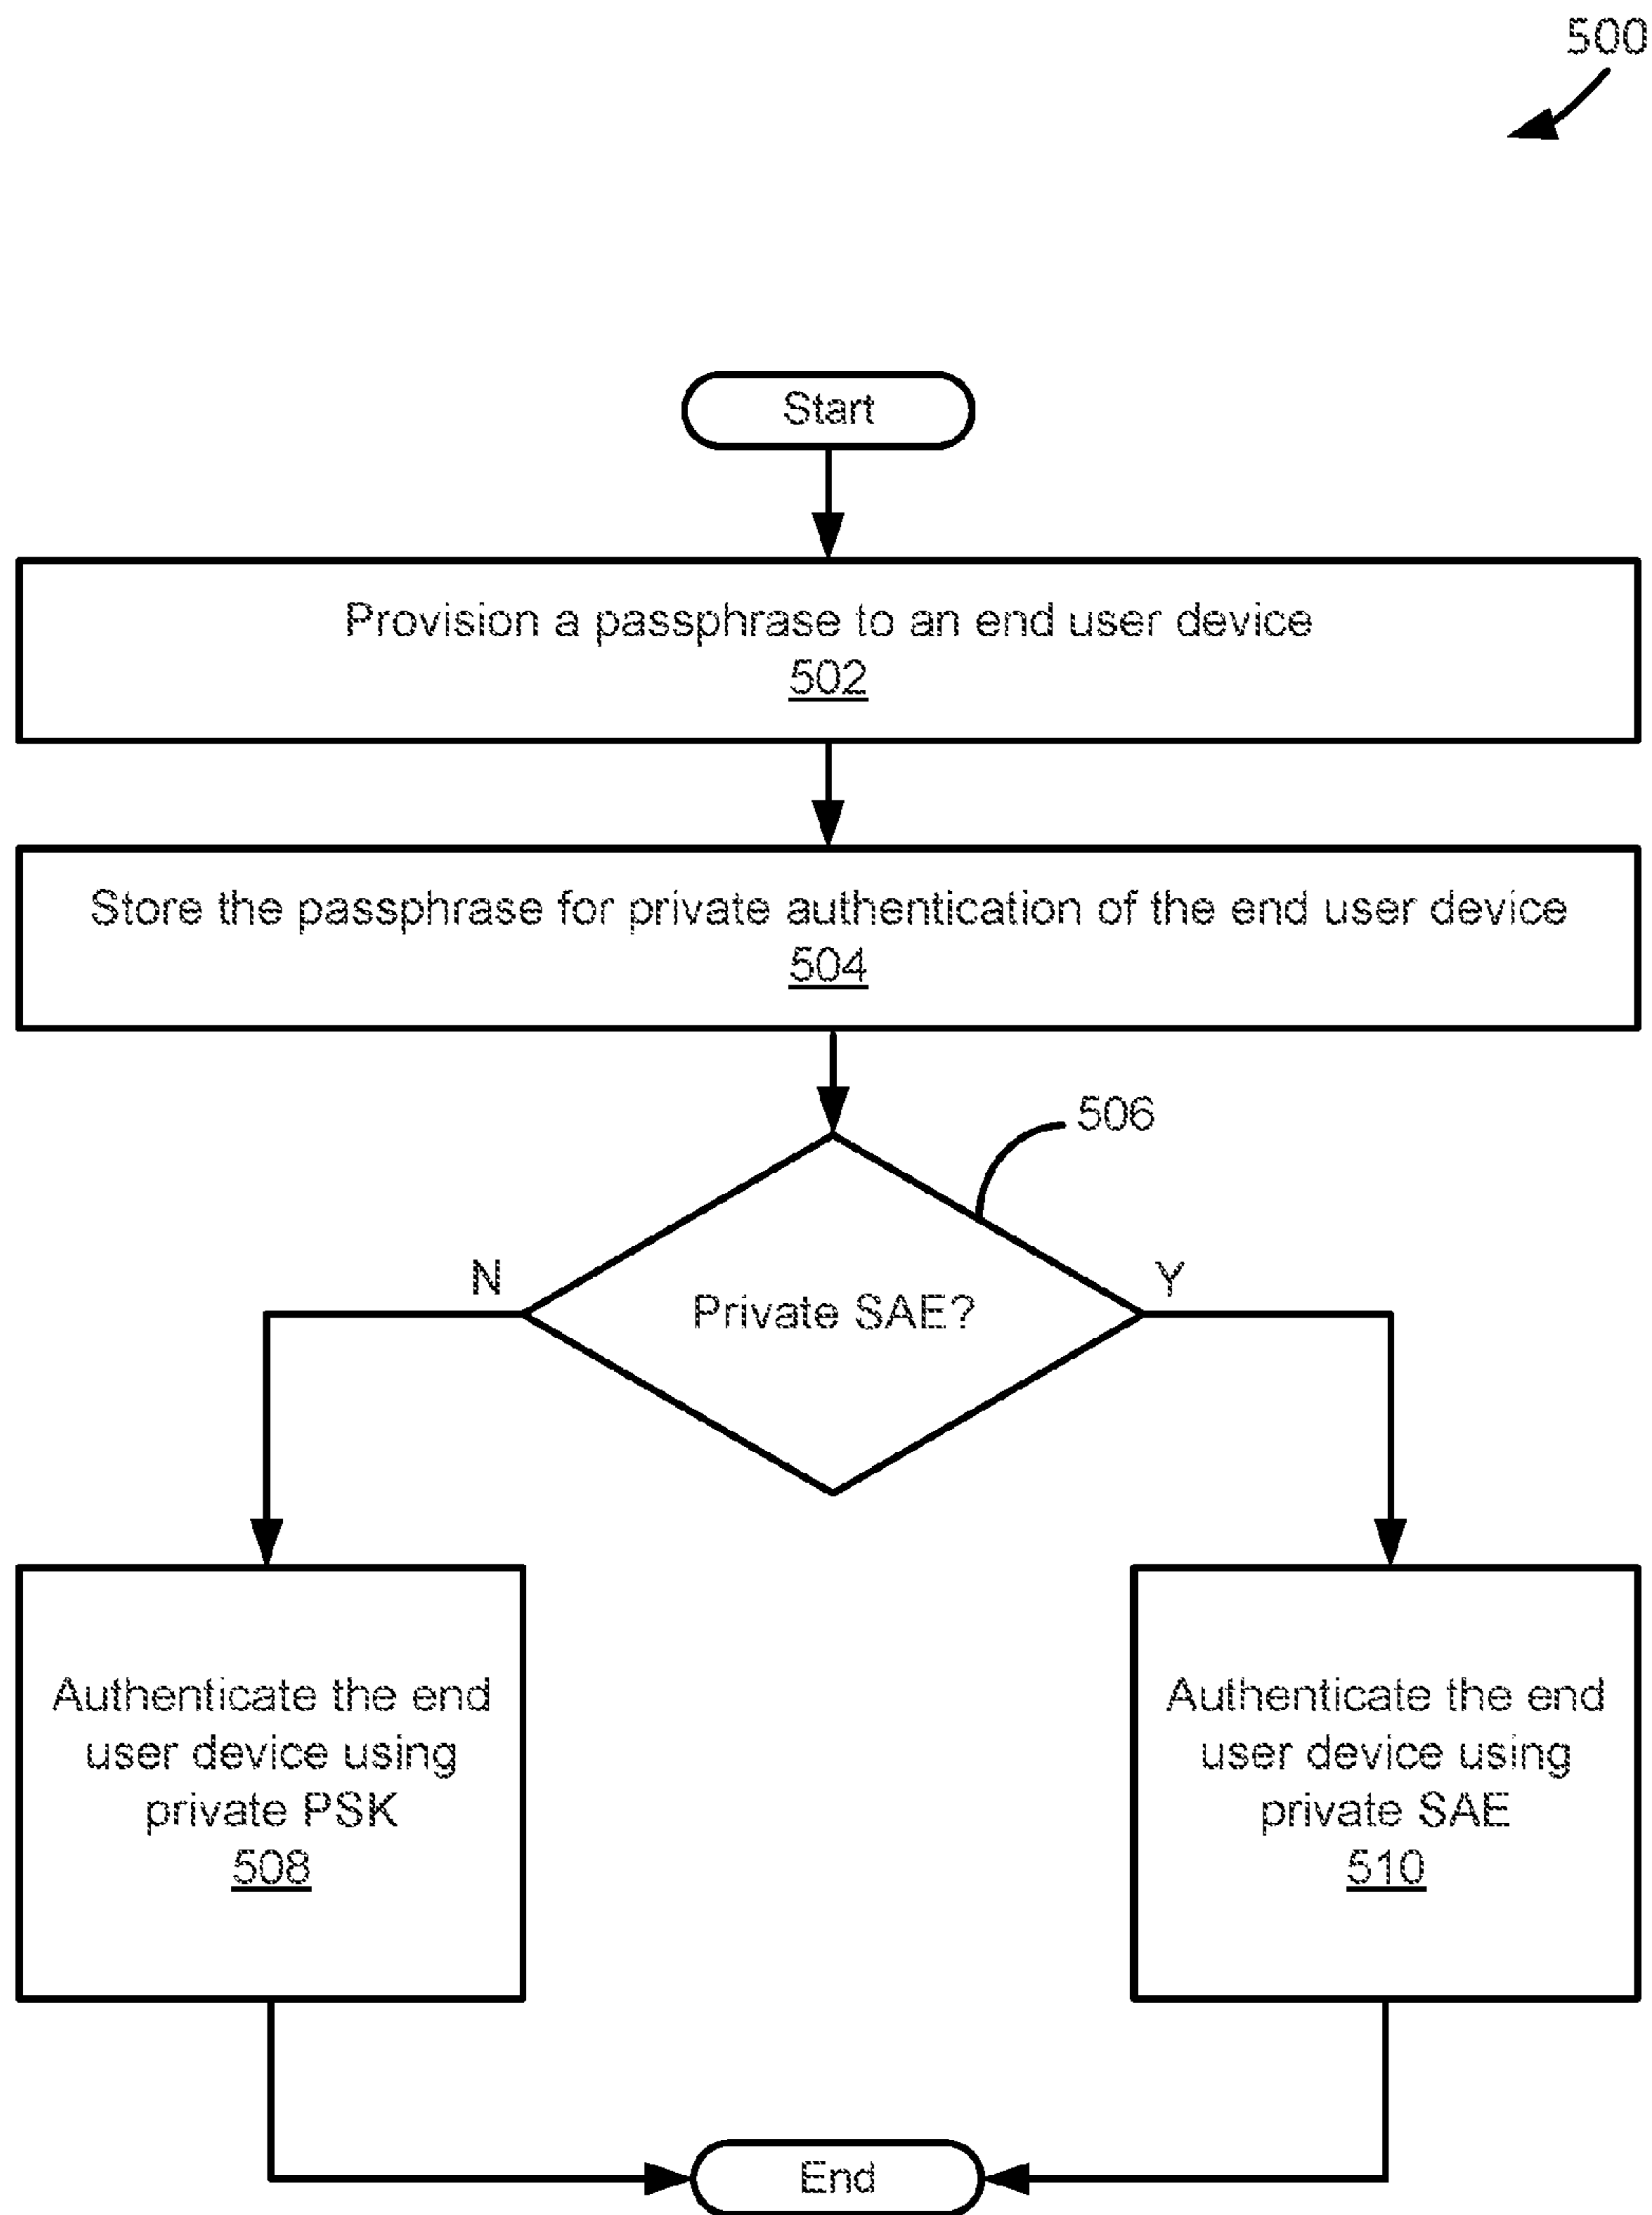 500
Start
Provision a passphrase to an end user device
502
Store the passphrase for private authentication of the end user device
504
506
N
Y
Private SAE?
Authenticate the end
user device using
private PSK
508
Authenticate the end
user device using
private SAE
510
End